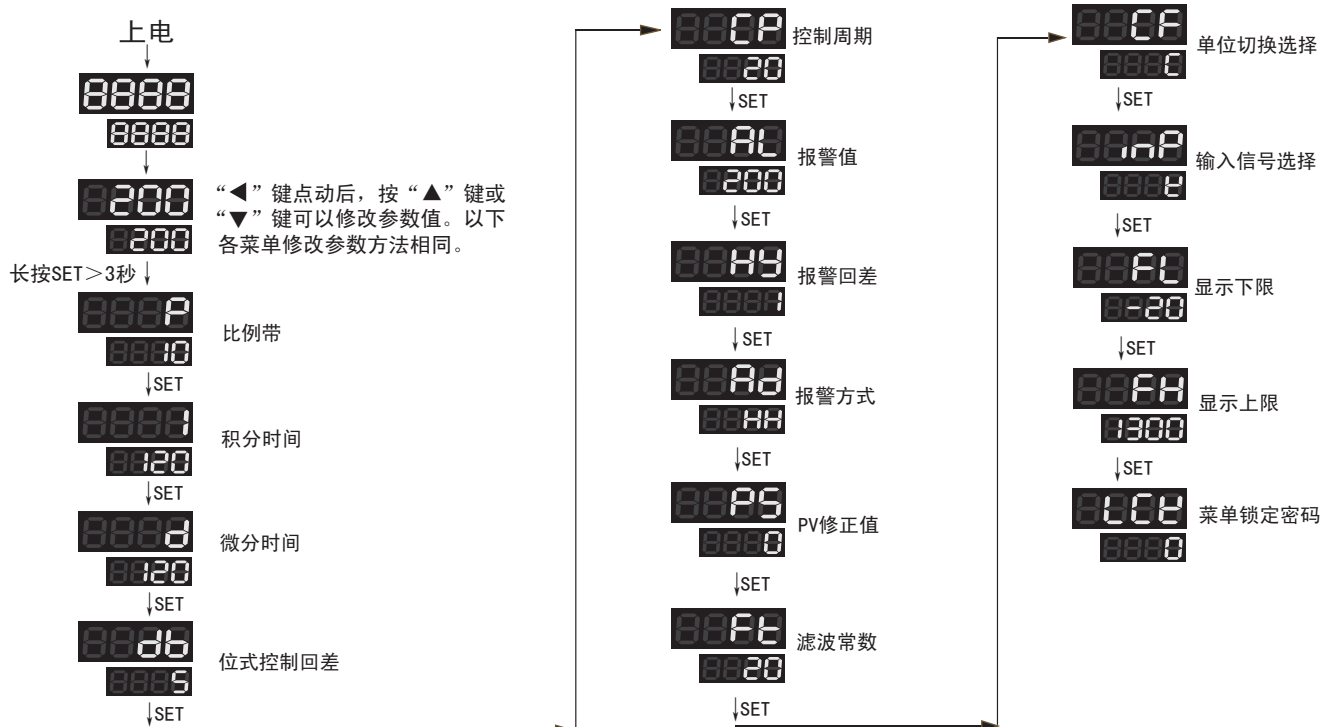 上电
8888
8888
200
200
“◀”键点动后，按“▲”键或
“▼”键可以修改参数值。以下
各菜单修改参数方法相同。
长按SET＞3秒
P
10
比例带
SET
I
120
积分时间
SET
d
120
微分时间
SET
db
5
位式控制回差
SET
CP
20
控制周期
SET
AL
200
报警值
SET
HY
1
报警回差
SET
Ad
HH
报警方式
SET
PS
0
PV修正值
SET
Ft
20
滤波常数
SET
CF
C
单位切换选择
SET
inP
输入信号选择
SET
FL
-20
显示下限
SET
FH
1300
显示上限
SET
0
菜单锁定密码